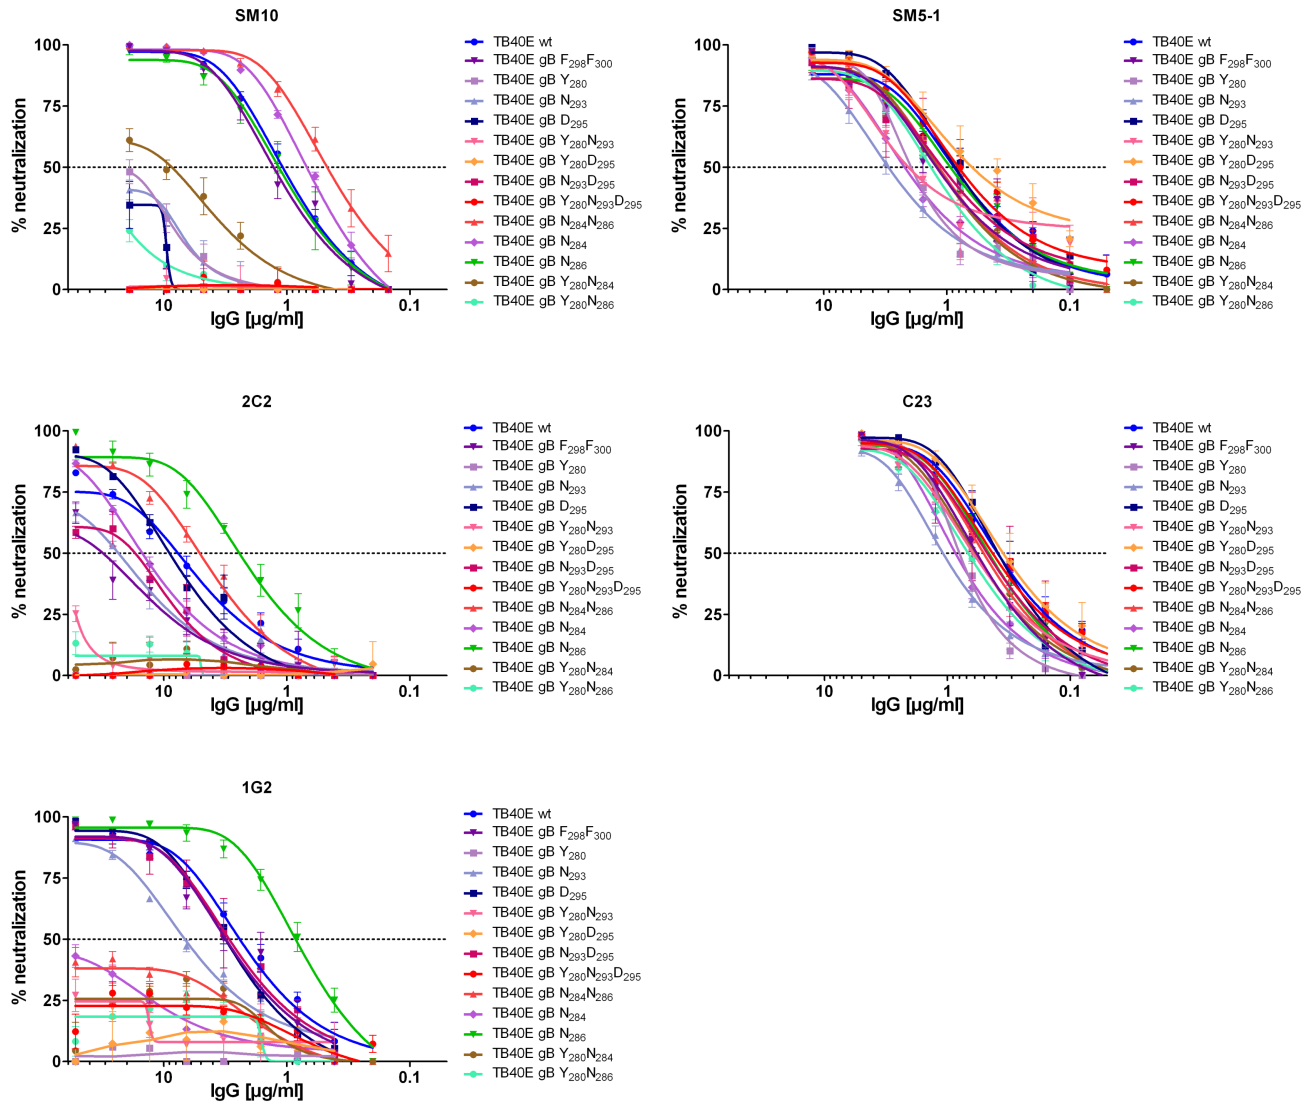 SM10
% neutralization
100
75
50
25
0
10
1
0.1
IgG [µg/ml]
TB40E wt
TB40E gB F298F300
TB40E gB Y280
TB40E gB N293
TB40E gB D295
TB40E gB Y280N293
TB40E gB Y280D295
TB40E gB N293D295
TB40E gB Y280N293D295
TB40E gB N284N286
TB40E gB N284
TB40E gB N286
TB40E gB Y280N284
TB40E gB Y280N286
SM5-1
% neutralization
100
75
50
25
0
10
1
0.1
IgG [µg/ml]
TB40E wt
TB40E gB F298F300
TB40E gB Y280
TB40E gB N293
TB40E gB D295
TB40E gB Y280N293
TB40E gB Y280D295
TB40E gB N293D295
TB40E gB Y280N293D295
TB40E gB N284N286
TB40E gB N284
TB40E gB N286
TB40E gB Y280N284
TB40E gB Y280N286
2C2
% neutralization
100
75
50
25
0
10
1
0.1
IgG [µg/ml]
TB40E wt
TB40E gB F298F300
TB40E gB Y280
TB40E gB N293
TB40E gB D295
TB40E gB Y280N293
TB40E gB Y280D295
TB40E gB N293D295
TB40E gB Y280N293D295
TB40E gB N284N286
TB40E gB N284
TB40E gB N286
TB40E gB Y280N284
TB40E gB Y280N286
C23
% neutralization
100
75
50
25
0
10
1
0.1
IgG [µg/ml]
TB40E wt
TB40E gB F298F300
TB40E gB Y280
TB40E gB N293
TB40E gB D295
TB40E gB Y280N293
TB40E gB Y280D295
TB40E gB N293D295
TB40E gB Y280N293D295
TB40E gB N284N286
TB40E gB N284
TB40E gB N286
TB40E gB Y280N284
TB40E gB Y280N286
1G2
% neutralization
100
75
50
25
0
10
1
0.1
IgG [µg/ml]
TB40E wt
TB40E gB F298F300
TB40E gB Y280
TB40E gB N293
TB40E gB D295
TB40E gB Y280N293
TB40E gB Y280D295
TB40E gB N293D295
TB40E gB Y280N293D295
TB40E gB N284N286
TB40E gB N284
TB40E gB N286
TB40E gB Y280N284
TB40E gB Y280N286